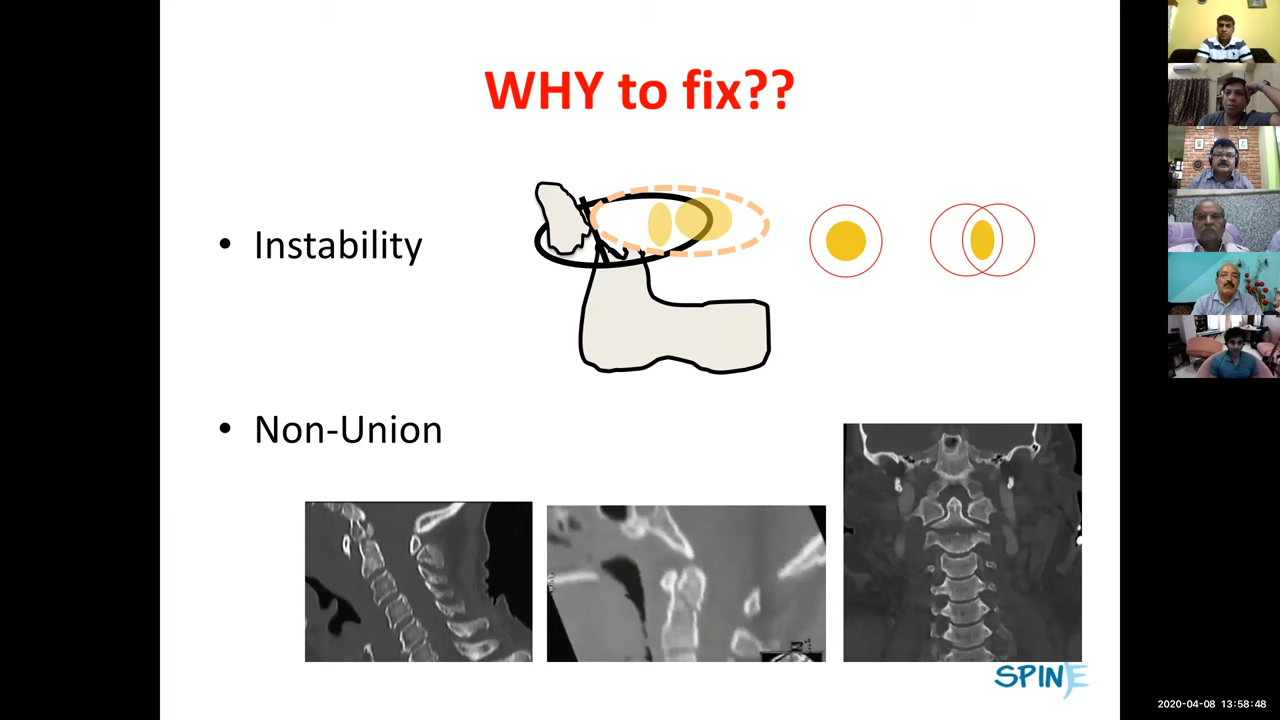 WHY to fix??
• Instability
• Non-Union
SPINE
2020-04-08 13:58:48